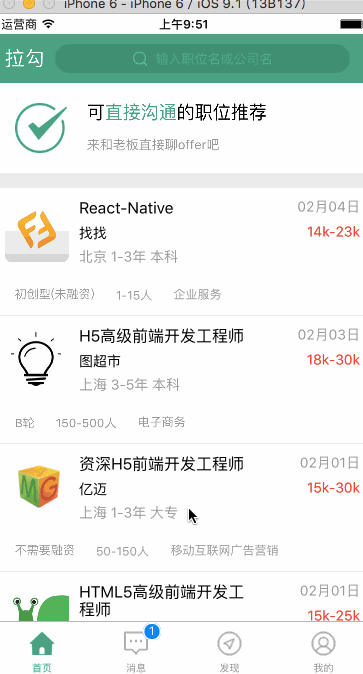 iPhone 6 - iPhone 6 / iOS 9.1 (13B137)
运营商 上午9:51
拉勾 输入职位名或公司名
可直接沟通的职位推荐
来和老板直接聊offer吧
React-Native 02月04日
找找 14k-23k
北京 1-3年 本科
初创型(未融资) 1-15人 企业服务
H5高级前端开发工程师 02月03日
图超市 18k-30k
上海 3-5年 本科
B轮 150-500人 电子商务
资深H5前端开发工程师 02月01日
亿迈 15k-30k
上海 1-3年 大专
MG
不需要融资 50-150人 移动互联网广告营销
HTML5高级前端开发工 02月01日
程师 15k-25k
1
首页 消息 发现 我的